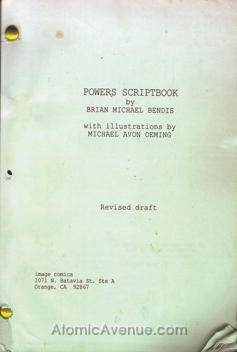 POWERS SCRIPTBOOK
by
BRIAN MICHAEL BENDIS
with illustrations by
MICHAEL AVON OEMING
Revised draft
image comics
1071 N. Batavia St. Ste A
Orange, CA 92867
AtomicAvenue.com